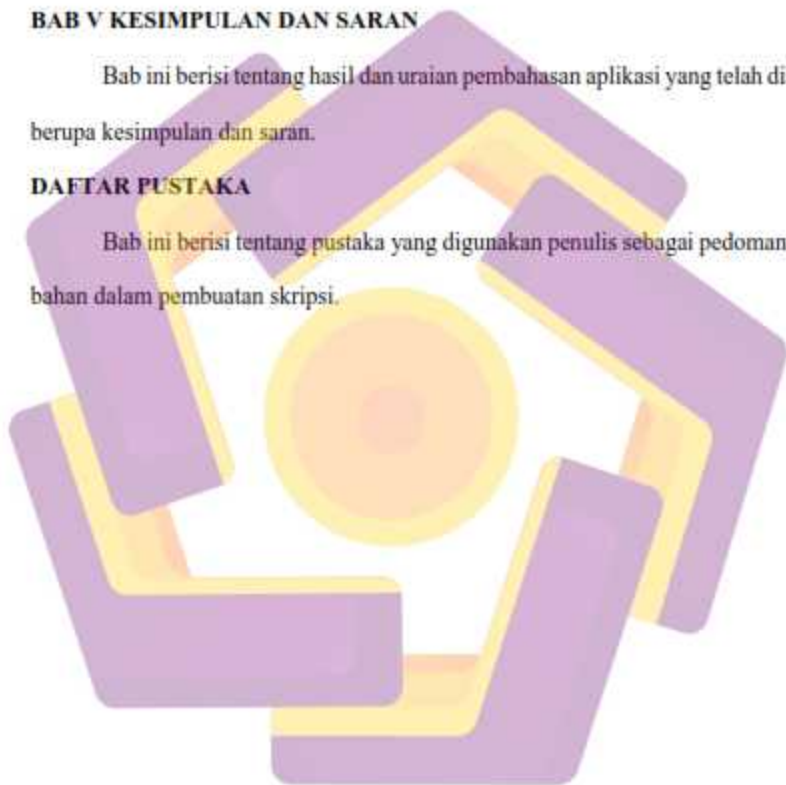 BAB V KESIMPULAN DAN SARAN
Bab ini berisi tentang hasil dan uraian pembahasan aplikasi yang telah di
berupa kesimpulan dan saran.
DAFTAR PUSTAKA
Bab ini berisi tentang pustaka yang digunakan penulis sebagai pedoman
bahan dalam pembuatan skripsi.